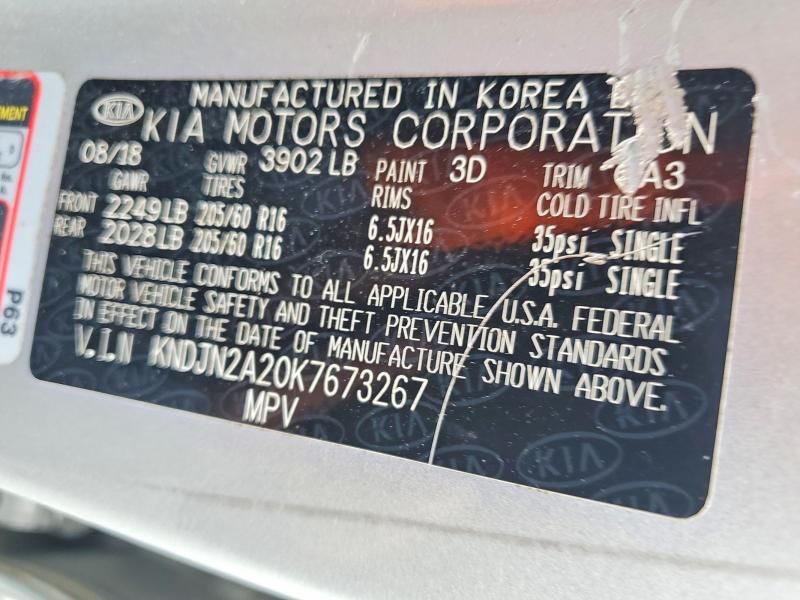 EMENT
P63
KIA
MANUFACTURED IN KOREA B
KIA MOTORS CORPORATION
08/18 GVWR 3902 LB PAINT 3D TRIM A3
GAWR TIRES RIMS COLD TIRE INFL
FRONT 2249LB 205/60 R16 6.5JX16 35psi SINGLE
REAR 2028LB 205/60 R16 6.5JX16 35psi SINGLE
THIS VEHICLE CONFORMS TO ALL APPLICABLE U.S.A. FEDERAL
MOTOR VEHICLE SAFETY AND THEFT PREVENTION STANDARDS
IN EFFECT ON THE DATE OF MANUFACTURE SHOWN ABOVE.
V.I.N KNDJN2A20K7673267
MPV